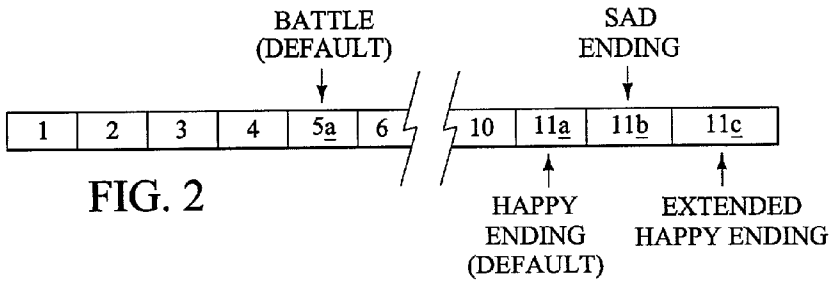 BATTLE
(DEFAULT)
SAD
ENDING
1 2 3 4 5a 6 10 11a 11b 11c
FIG. 2
HAPPY
ENDING
(DEFAULT)
EXTENDED
HAPPY ENDING